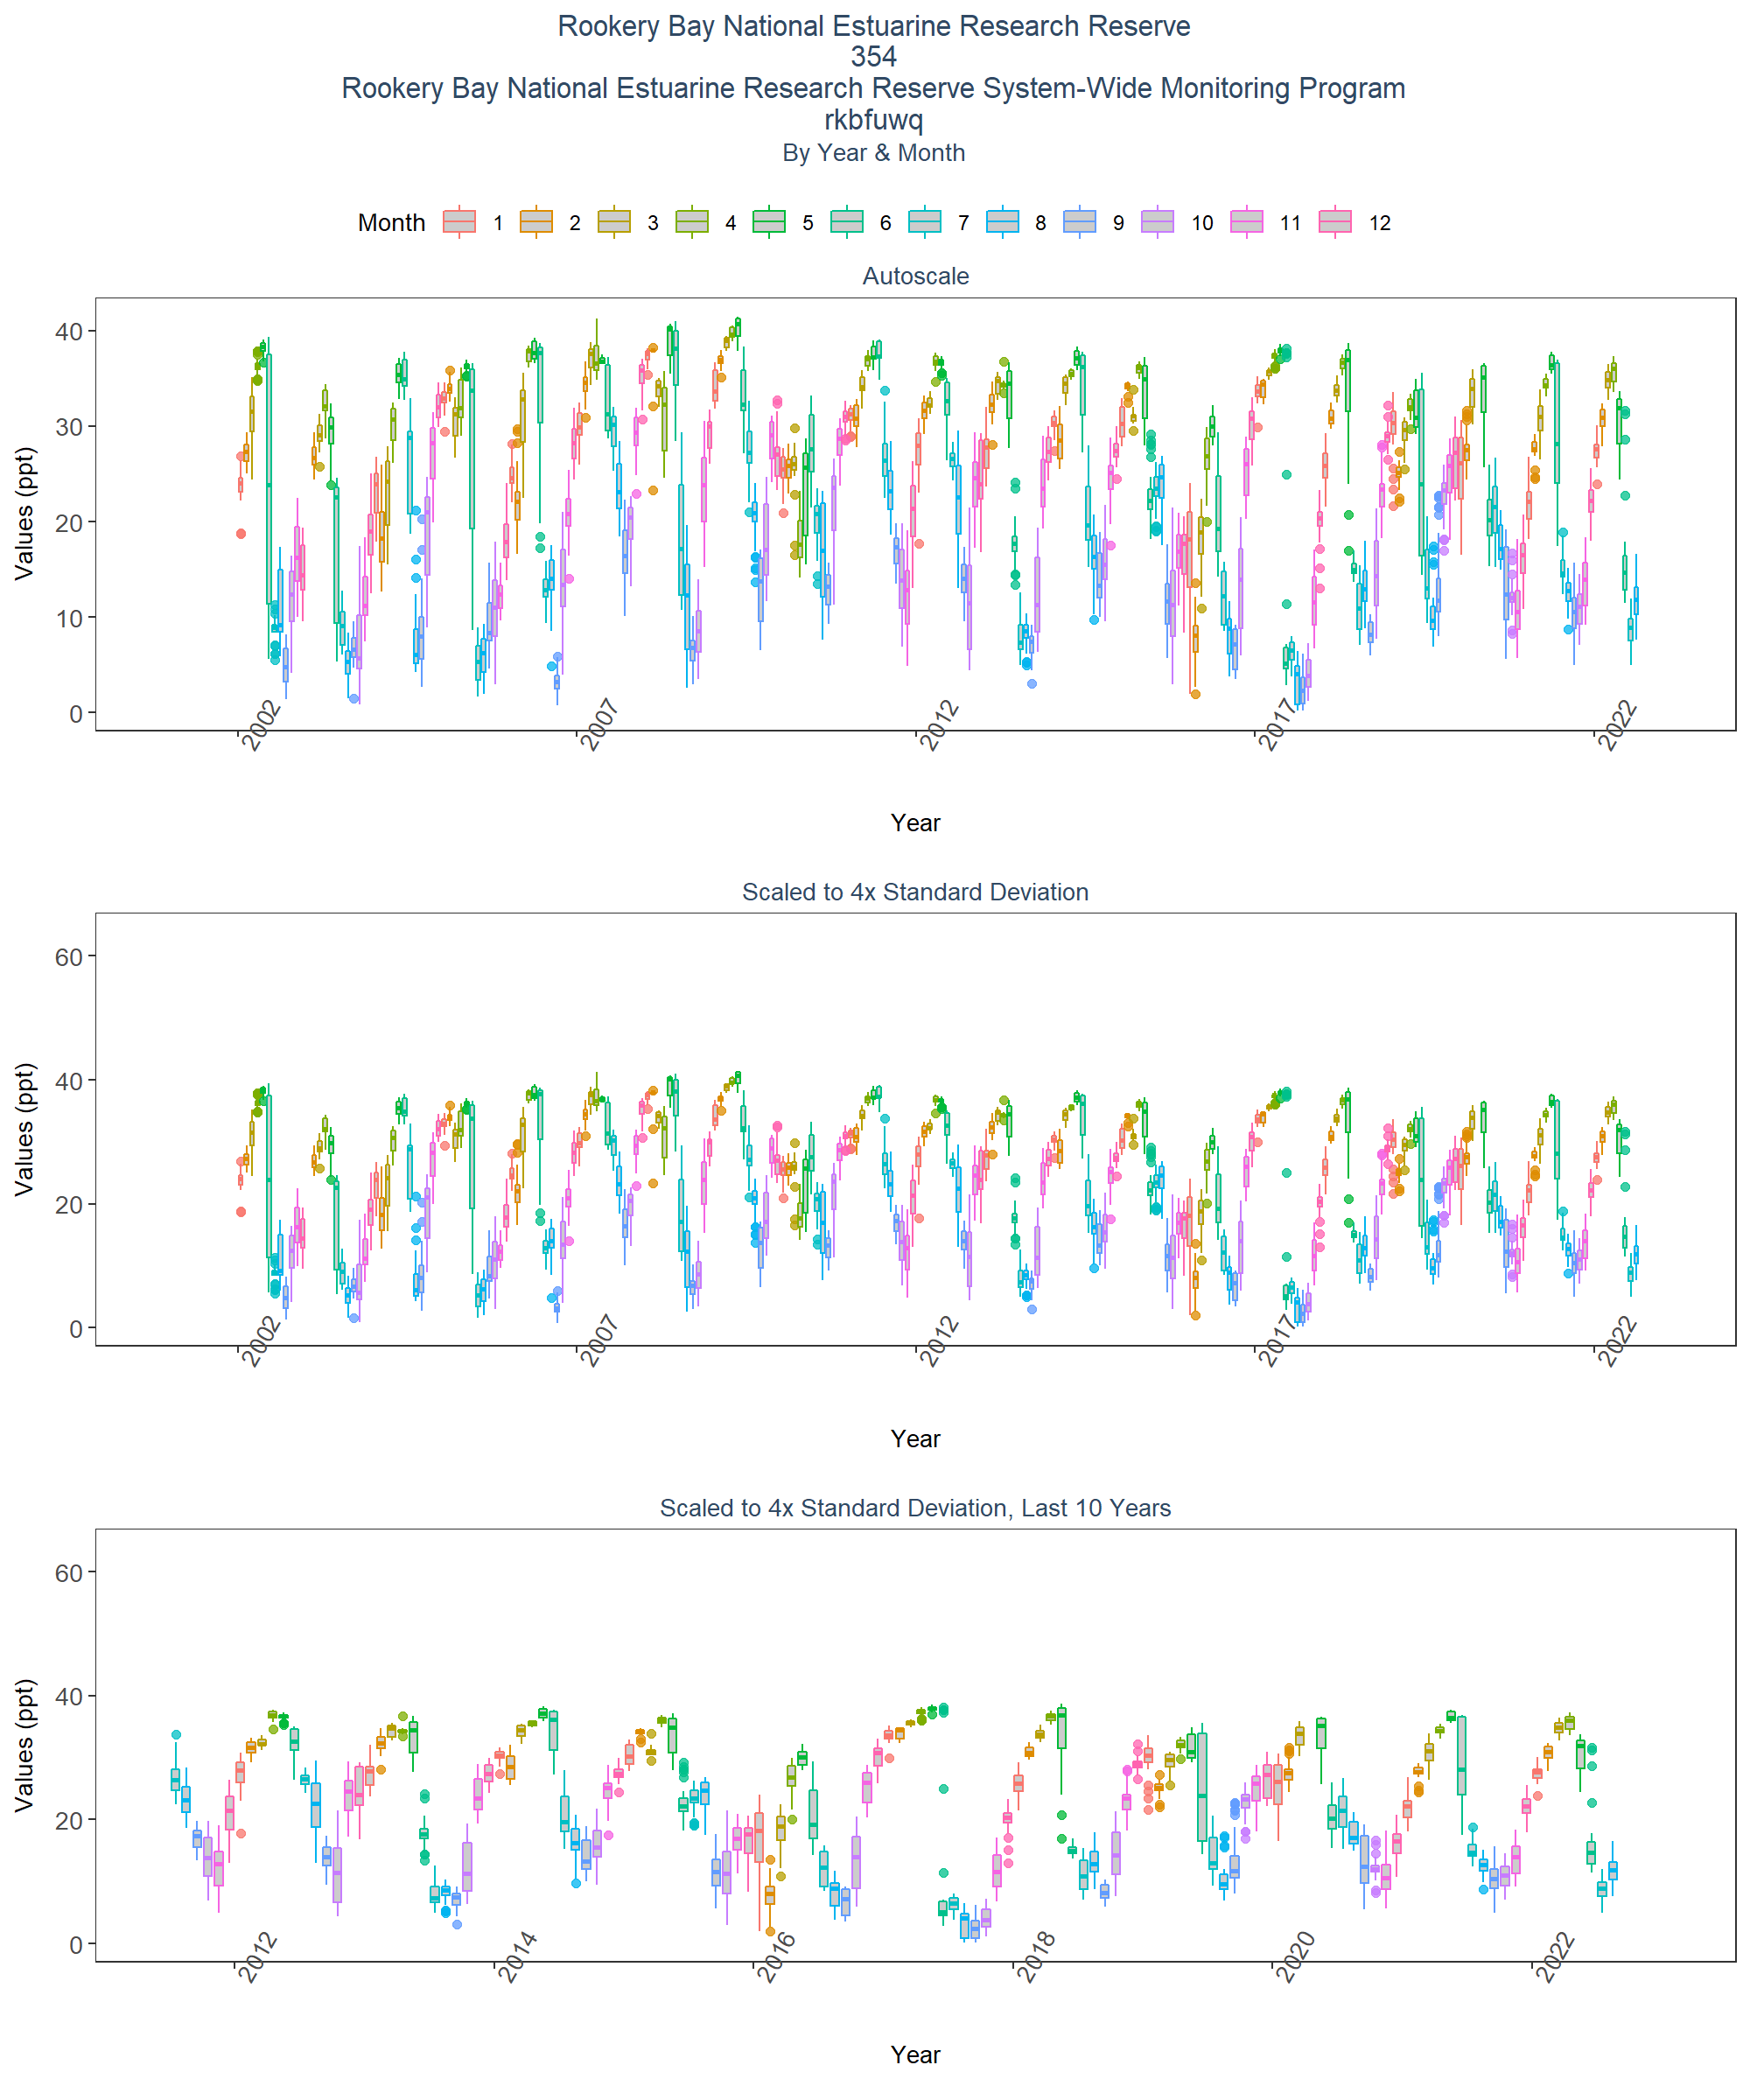 Rookery Bay National Estuarine Research Reserve
354
Rookery Bay National Estuarine Research Reserve System-Wide Monitoring Program
rkbfuwq
By Year & Month
Month 1 2 3 4 5 6 7 8 9 10 11 12
Autoscale
Values (ppt)
40
30
20
10
0
2002 2007 2012 2017 2022
Year
Scaled to 4x Standard Deviation
Values (ppt)
60
40
20
0
2002 2007 2012 2017 2022
Year
Scaled to 4x Standard Deviation, Last 10 Years
Values (ppt)
60
40
20
0
2012 2014 2016 2018 2020 2022
Year